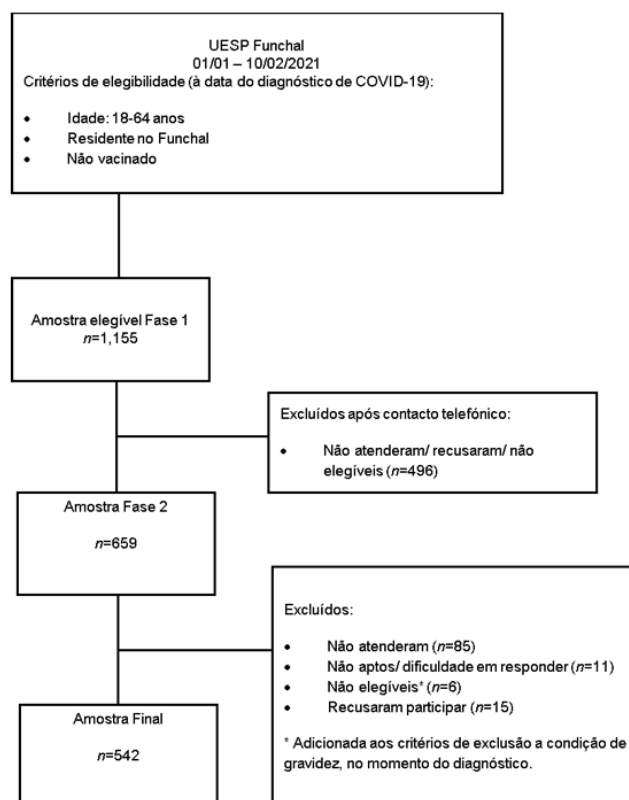 UESP Funchal
01/01 – 10/02/2021
Critérios de elegibilidade (à data do diagnóstico de COVID-19):
• Idade: 18-64 anos
• Residente no Funchal
• Não vacinado
Amostra elegível Fase 1
n=1,155
Excluídos após contacto telefónico:
• Não atenderam/ recusaram/ não
elegíveis (n=496)
Amostra Fase 2
n=659
Excluídos:
• Não atenderam (n=85)
• Não aptos/ dificuldade em responder (n=11)
• Não elegíveis* (n=6)
• Recusaram participar (n=15)
* Adicionada aos critérios de exclusão a condição de
gravidez, no momento do diagnóstico.
Amostra Final
n=542